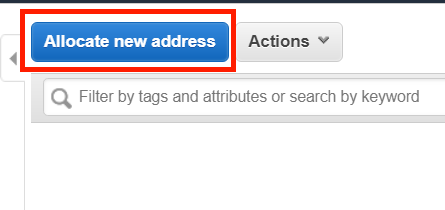 Allocate new address
Actions
Filter by tags and attributes or search by keyword